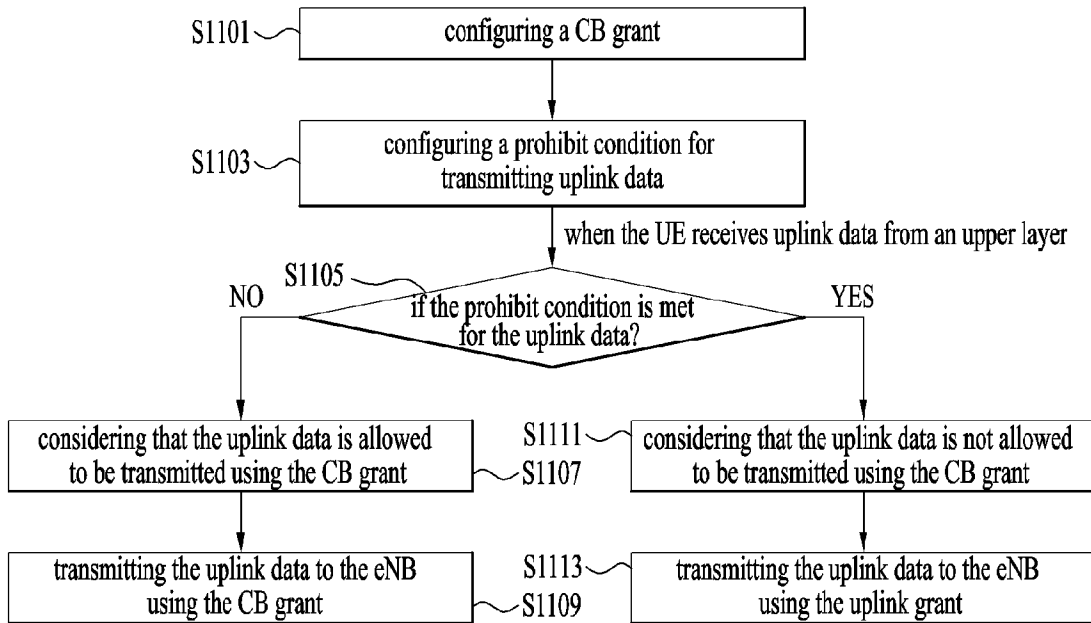 S1101
configuring a CB grant
S1103
configuring a prohibit condition for
transmitting uplink data
when the UE receives uplink data from an upper layer
S1105
NO
YES
if the prohibit condition is met
for the uplink data?
considering that the uplink data is allowed
to be transmitted using the CB grant
S1107
S1111
considering that the uplink data is not allowed
to be transmitted using the CB grant
transmitting the uplink data to the eNB
using the CB grant
S1109
S1113
transmitting the uplink data to the eNB
using the uplink grant